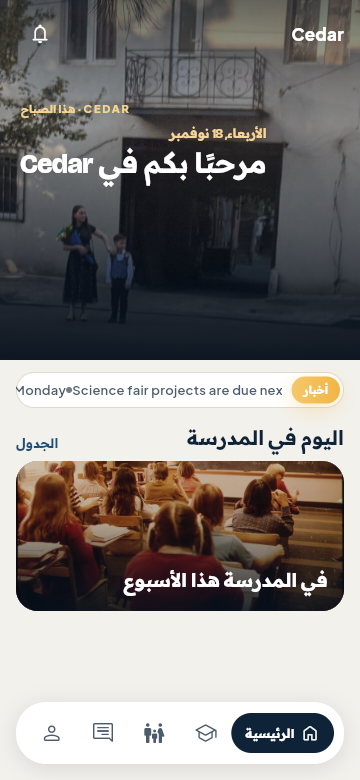 Cedar
CEDAR · هذا الصباح
الأربعاء، 18 نوفمبر
مرحبًا بكم في Cedar
أخبار
Monday
Science fair projects are due nex
اليوم في المدرسة
الجدول
في المدرسة هذا الأسبوع
الرئيسية